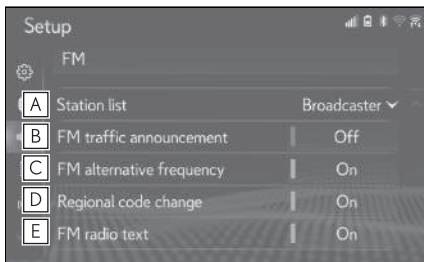 Setup
FM
A Station list Broadcaster
B FM traffic announcement Off
C FM alternative frequency On
D Regional code change On
E FM radio text On